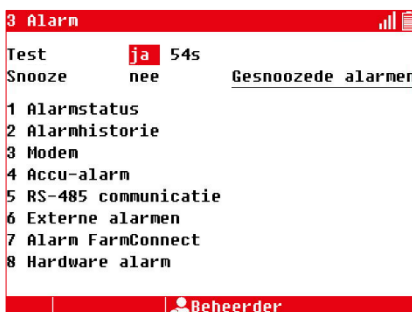 3 Alarm
Test ja 54s
Snooze nee Gesnoozede alarmen
1 Alarmstatus
2 Alarmhistorie
3 Modem
4 Accu-alarm
5 RS-485 communicatie
6 Externe alarmen
7 Alarm FarmConnect
8 Hardware alarm
Beheerder